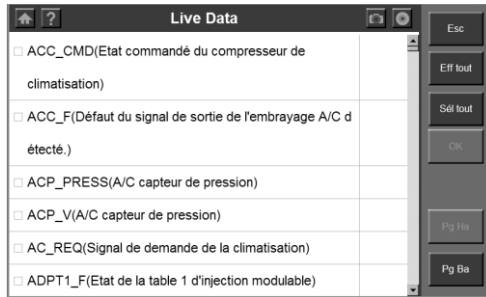 ?
Live Data
Esc
ACC_CMD(Etat commandé du compresseur de
climatisation)
Eff tout
ACC_F(Défaut du signal de sortie de l'embrayage A/C d
étecté.)
Sél tout
OK
ACP_PRESS(A/C capteur de pression)
ACP_V(A/C capteur de pression)
Pg Ha
AC_REQ(Signal de demande de la climatisation)
ADPT1_F(Etat de la table 1 d'injection modulable)
Pg Ba